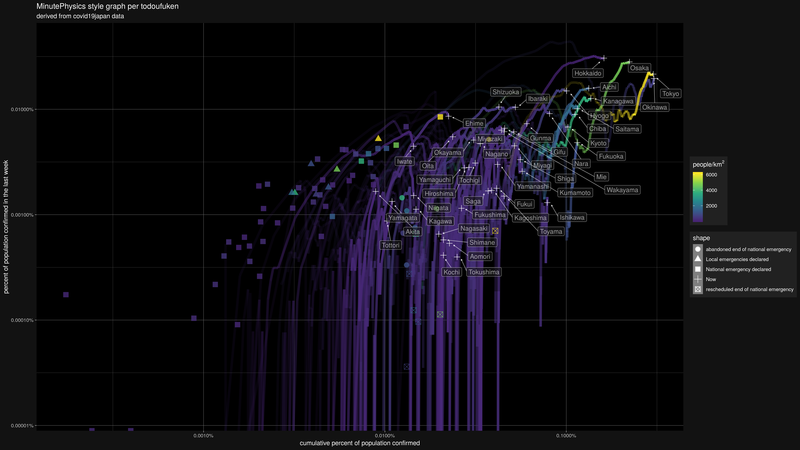 MinutePhysics style graph per todoufuken
derived from covid19japan data
percent of population confirmed in the last week
0.01000%
0.00100%
0.00010%
0.00001%
0.0010%
0.0100%
0.1000%
cumulative percent of population confirmed
Hokkaido
Osaka
Tokyo
Okinawa
Aichi
Kanagawa
Shizuoka
Ibaraki
Hyogo
Saitama
Chiba
Ehime
Miyazaki
Gunma
Kyoto
Fukuoka
Okayama
Nagano
Gifu
Nara
Iwate
Oita
Miyagi
Mie
Yamaguchi
Tochigi
Shiga
Wakayama
Hiroshima
Yamanashi
Kumamoto
Saga
Fukui
Niigata
Fukushima
Kagoshima
Ishikawa
Yamagata
Kagawa
Toyama
Akita
Nagasaki
Tottori
Shimane
Aomori
Kochi
Tokushima
people/km²
6000
4000
2000
shape
abandoned end of national emergency
Local emergencies declared
National emergency declared
Now
rescheduled end of national emergency